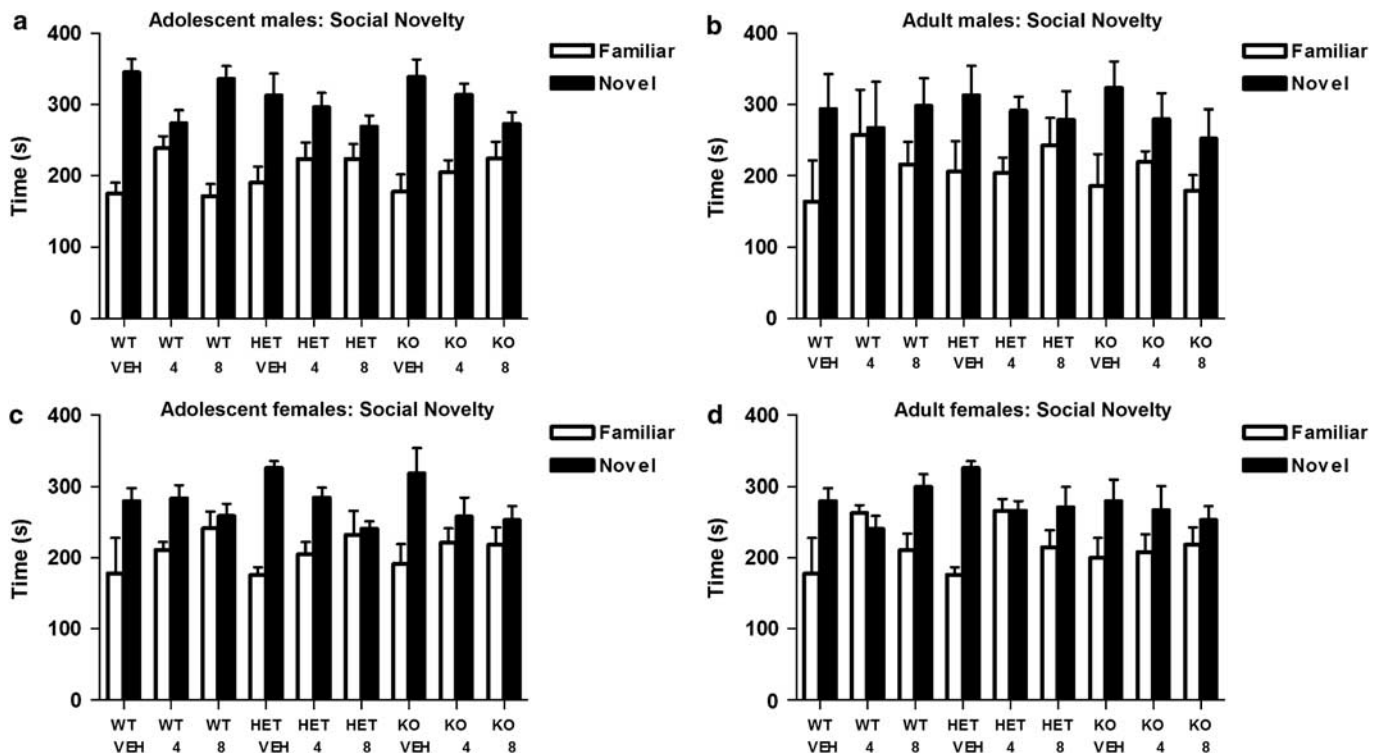 a Adolescent males: Social Novelty
400
300
200
100
0
Time (s)
Familiar
Novel
WT WT WT HET HET HET KO KO KO
VEH 4 8 VEH 4 8 VEH 4 8
b Adult males: Social Novelty
400
300
200
100
0
Time (s)
Familiar
Novel
WT WT WT HET HET HET KO KO KO
VEH 4 8 VEH 4 8 VEH 4 8
c Adolescent females: Social Novelty
400
300
200
100
0
Time (s)
Familiar
Novel
WT WT WT HET HET HET KO KO KO
VEH 4 8 VEH 4 8 VEH 4 8
d Adult females: Social Novelty
400
300
200
100
0
Time (s)
Familiar
Novel
WT WT WT HET HET HET KO KO KO
VEH 4 8 VEH 4 8 VEH 4 8